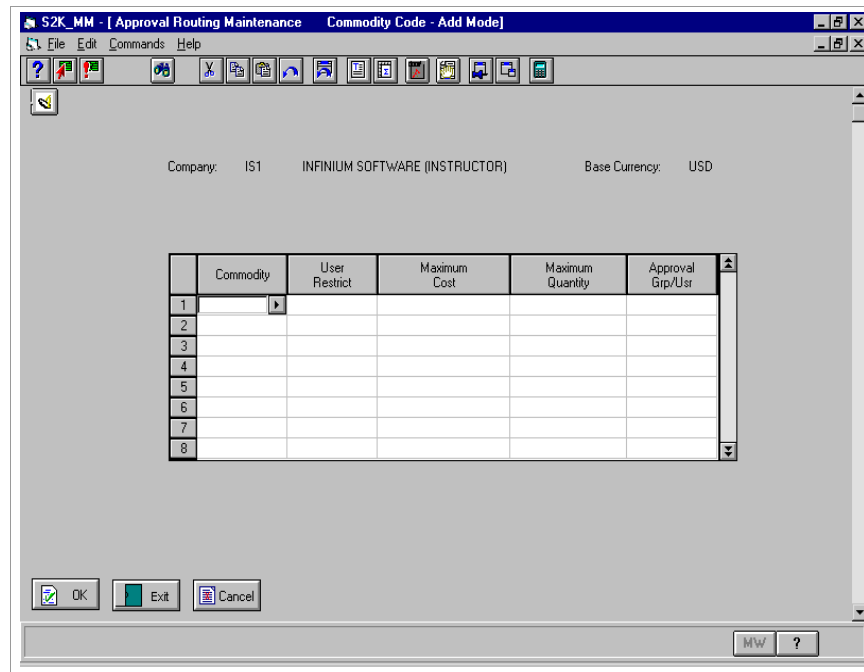 S2K_MM - [ Approval Routing Maintenance Commodity Code - Add Mode]
File Edit Commands Help
Company: IS1 INFINIUM SOFTWARE (INSTRUCTOR) Base Currency: USD
Commodity User Restrict Maximum Cost Maximum Quantity Approval Grp/Usr
1
2
3
4
5
6
7
8
OK Exit Cancel
MW ?